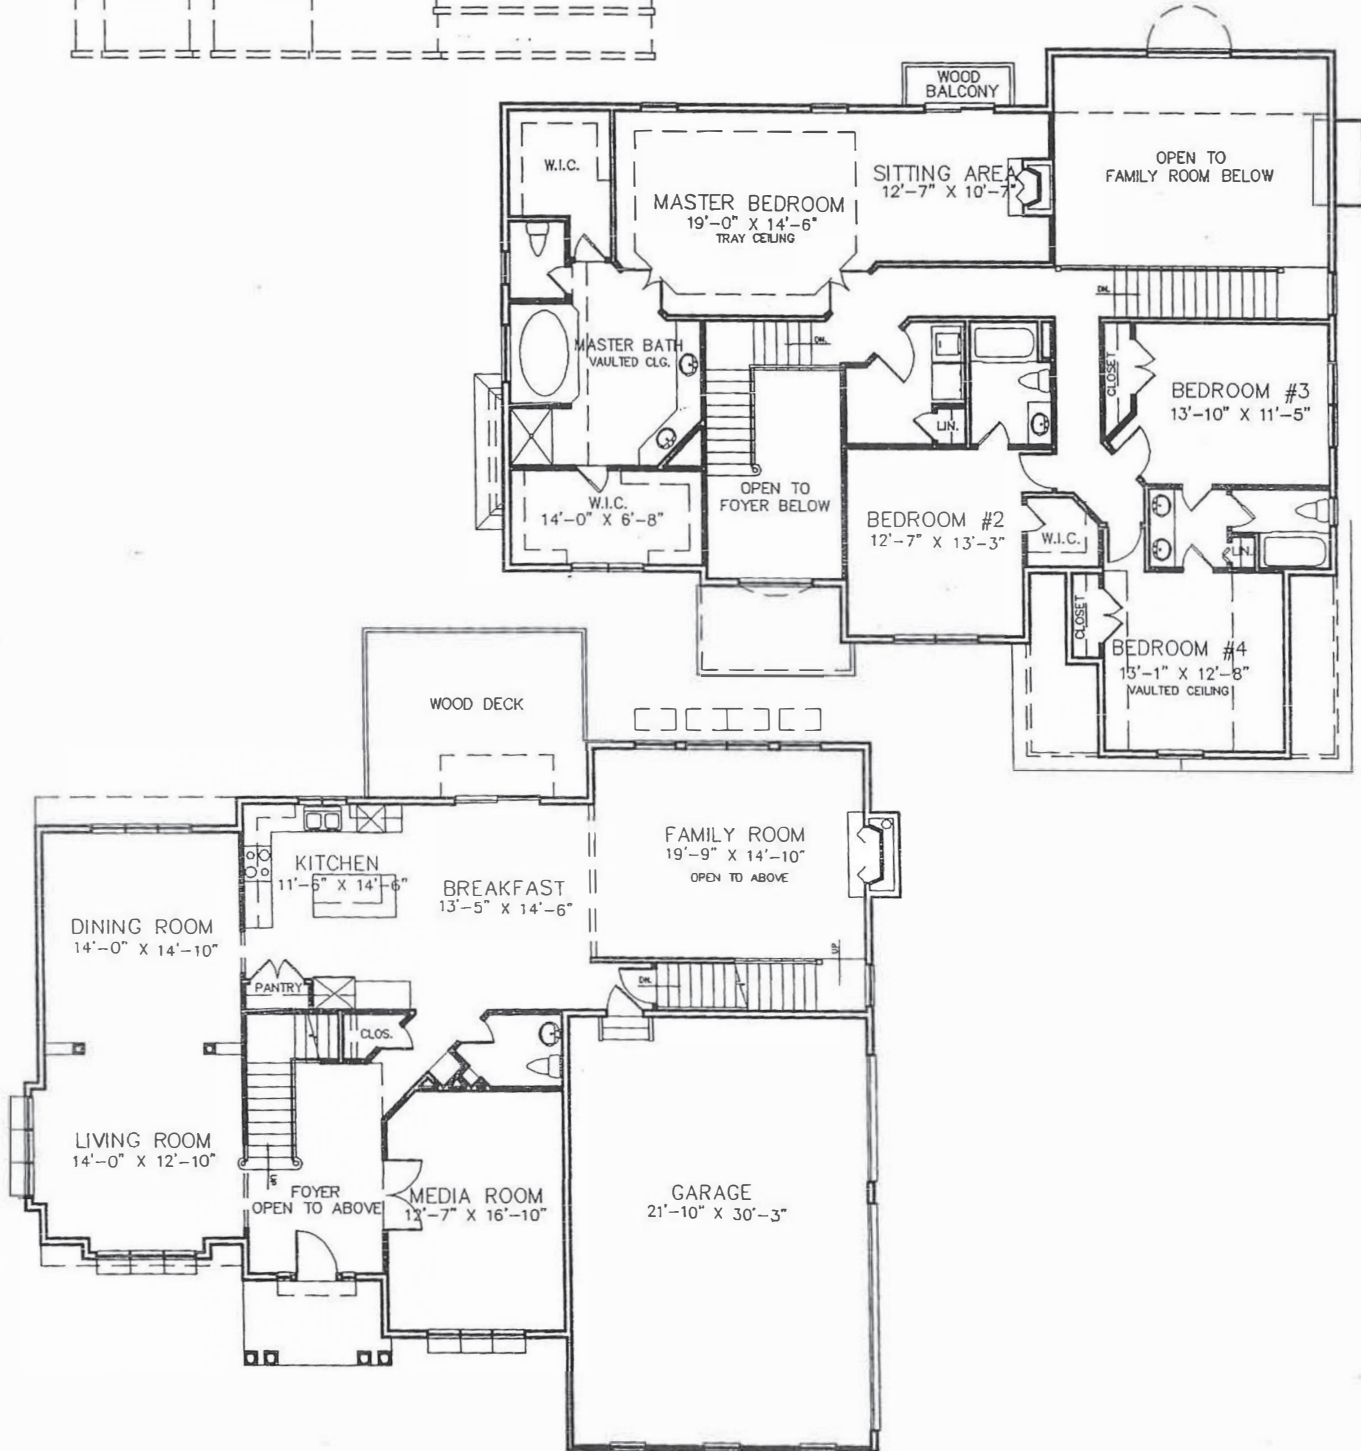 WOOD
BALCONY
W.I.C.
OPEN TO
FAMILY ROOM BELOW
SITTING AREA
12'-7" X 10'-7"
MASTER BEDROOM
19'-0" X 14'-6"
TRAY CEILING
DN.
MASTER BATH
VAULTED CLG.
DN.
CLOSET
BEDROOM #3
13'-10" X 11'-5"
LIN.
OPEN TO
FOYER BELOW
W.I.C.
14'-0" X 6'-8"
BEDROOM #2
12'-7" X 13'-3"
W.I.C.
LIN.
CLOSET
BEDROOM #4
13'-1" X 12'-8"
VAULTED CEILING
WOOD DECK
FAMILY ROOM
19'-9" X 14'-10"
OPEN TO ABOVE
KITCHEN
11'-6" X 14'-6"
BREAKFAST
13'-5" X 14'-6"
DINING ROOM
14'-0" X 14'-10"
UP
DN.
PANTRY
CLOS.
LIVING ROOM
14'-0" X 12'-10"
UP
FOYER
OPEN TO ABOVE
MEDIA ROOM
12'-7" X 16'-10"
GARAGE
21'-10" X 30'-3"